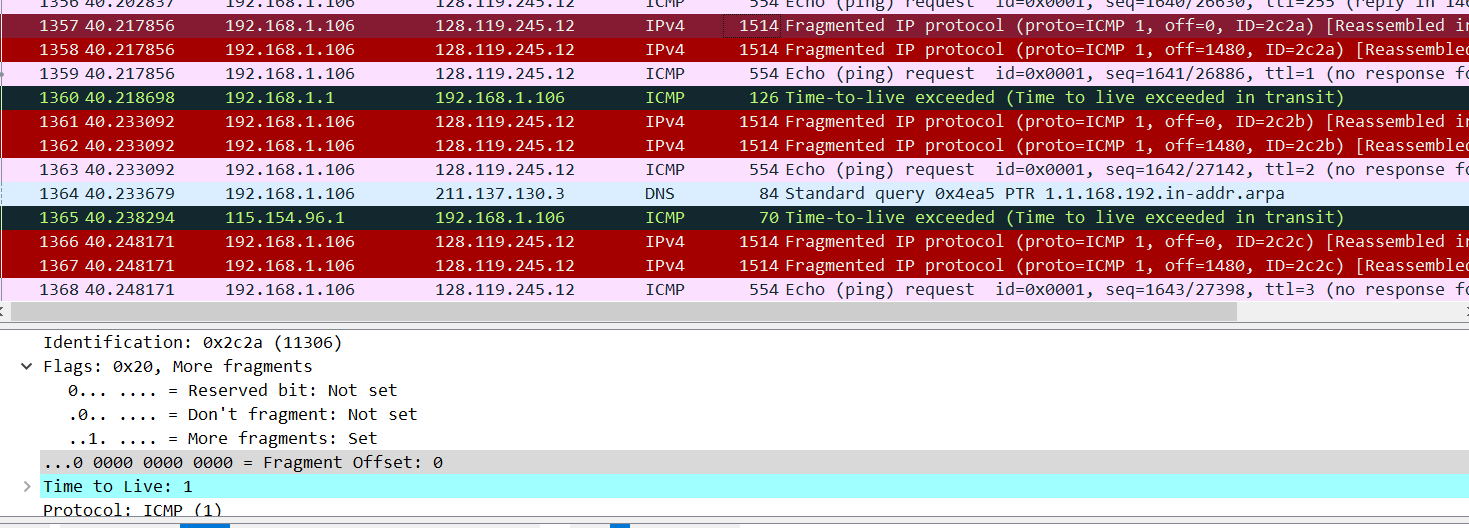 1356 40.202837 192.168.1.106 128.119.245.12 ICMP 554 Echo (ping) request id=0x0001, seq=1640/26630, ttl=255 (reply in
1357 40.217856 192.168.1.106 128.119.245.12 IPv4 1514 Fragmented IP protocol (proto=ICMP 1, off=0, ID=2c2a) [Reassembled
1358 40.217856 192.168.1.106 128.119.245.12 IPv4 1514 Fragmented IP protocol (proto=ICMP 1, off=1480, ID=2c2a) [Reassembled
1359 40.217856 192.168.1.106 128.119.245.12 ICMP 554 Echo (ping) request id=0x0001, seq=1641/26886, ttl=1 (no response
1360 40.218698 192.168.1.1 192.168.1.106 ICMP 126 Time-to-live exceeded (Time to live exceeded in transit)
1361 40.233092 192.168.1.106 128.119.245.12 IPv4 1514 Fragmented IP protocol (proto=ICMP 1, off=0, ID=2c2b) [Reassembled
1362 40.233092 192.168.1.106 128.119.245.12 IPv4 1514 Fragmented IP protocol (proto=ICMP 1, off=1480, ID=2c2b) [Reassembled
1363 40.233092 192.168.1.106 128.119.245.12 ICMP 554 Echo (ping) request id=0x0001, seq=1642/27142, ttl=2 (no response
1364 40.233679 192.168.1.106 211.137.130.3 DNS 84 Standard query 0x4ea5 PTR 1.1.168.192.in-addr.arpa
1365 40.238294 115.154.96.1 192.168.1.106 ICMP 70 Time-to-live exceeded (Time to live exceeded in transit)
1366 40.248171 192.168.1.106 128.119.245.12 IPv4 1514 Fragmented IP protocol (proto=ICMP 1, off=0, ID=2c2c) [Reassembled
1367 40.248171 192.168.1.106 128.119.245.12 IPv4 1514 Fragmented IP protocol (proto=ICMP 1, off=1480, ID=2c2c) [Reassembled
1368 40.248171 192.168.1.106 128.119.245.12 ICMP 554 Echo (ping) request id=0x0001, seq=1643/27398, ttl=3 (no response
Identification: 0x2c2a (11306)
Flags: 0x20, More fragments
0... .... = Reserved bit: Not set
.0.. .... = Don't fragment: Not set
..1. .... = More fragments: Set
...0 0000 0000 0000 = Fragment Offset: 0
Time to Live: 1
Protocol: ICMP (1)